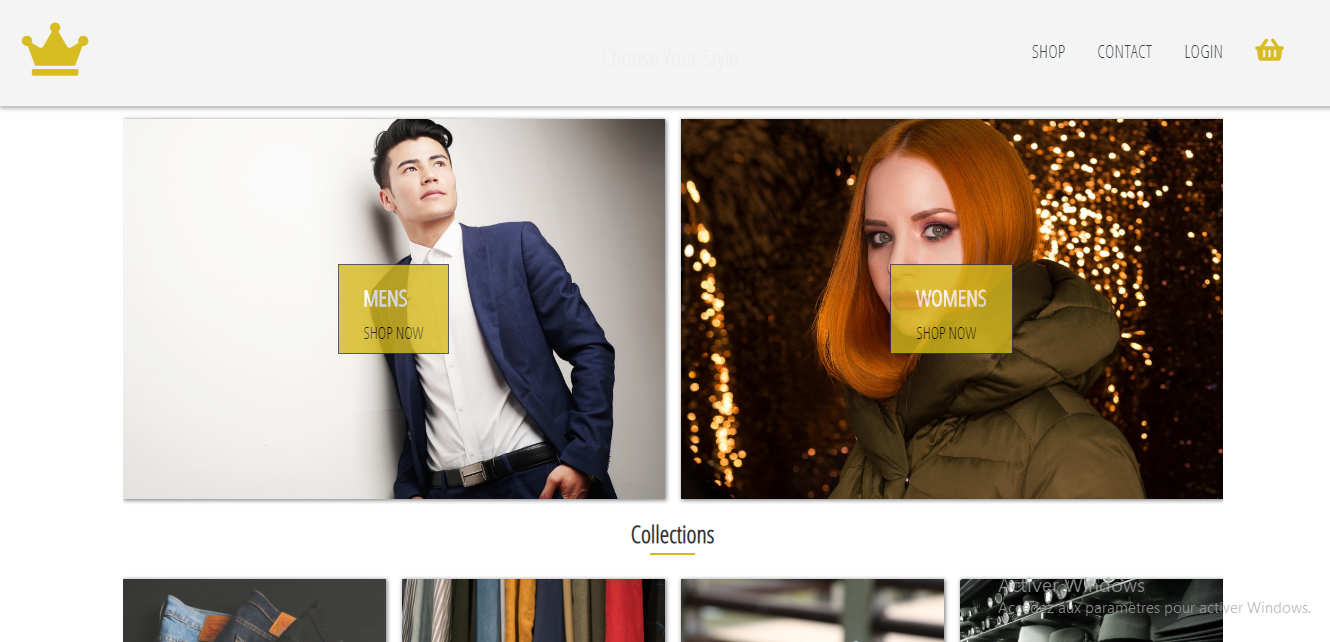 Choose Your Style.
SHOP
CONTACT
LOGIN
MENS
SHOP NOW
WOMENS
SHOP NOW
Collections
Activer Windows
Accédez aux paramètres pour activer Windows.